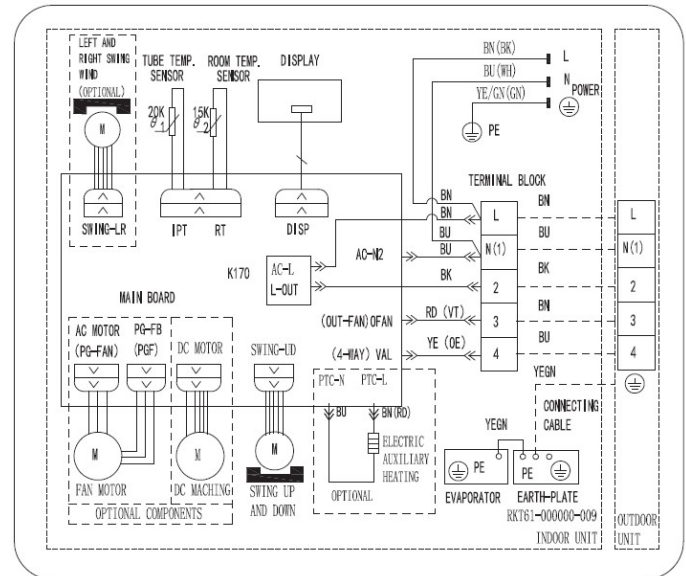 LEFT AND
RIGHT SWING
WIND
(OPTIONAL)
M
SWING-LR
TUBE TEMP.
SENSOR
20K
θ 1
ROOM TEMP.
SENSOR
15K
θ 2
IPT
RT
DISPLAY
DISP
BN(BK)
L
BU(WH)
N
POWER
YE/GN(GN)
PE
TERMINAL BLOCK
BN
BN
L
BN
L
BU
BU
N(1)
BU
N(1)
AC-N2
K170
AC-L
L-OUT
BK
2
BK
2
MAIN BOARD
(OUT-FAN)OFAN
RD (VT)
3
BN
3
(4-WAY) VAL
YE (OE)
4
BU
4
AC MOTOR
(PG-FAN)
PG-FB
(PGF)
DC MOTOR
SWING-UD
PTC-N
PTC-L
BU
BN(RD)
YEGN
CONNECTING
CABLE
YEGN
M
FAN MOTOR
M
DC MACHING
M
SWING UP
AND DOWN
ELECTRIC
AUXILIARY
HEATING
OPTIONAL
OPTIONAL COMPONENTS
PE
EVAPORATOR
PE
EARTH-PLATE
RKT61-000000-009
INDOOR UNIT
OUTDOOR
UNIT